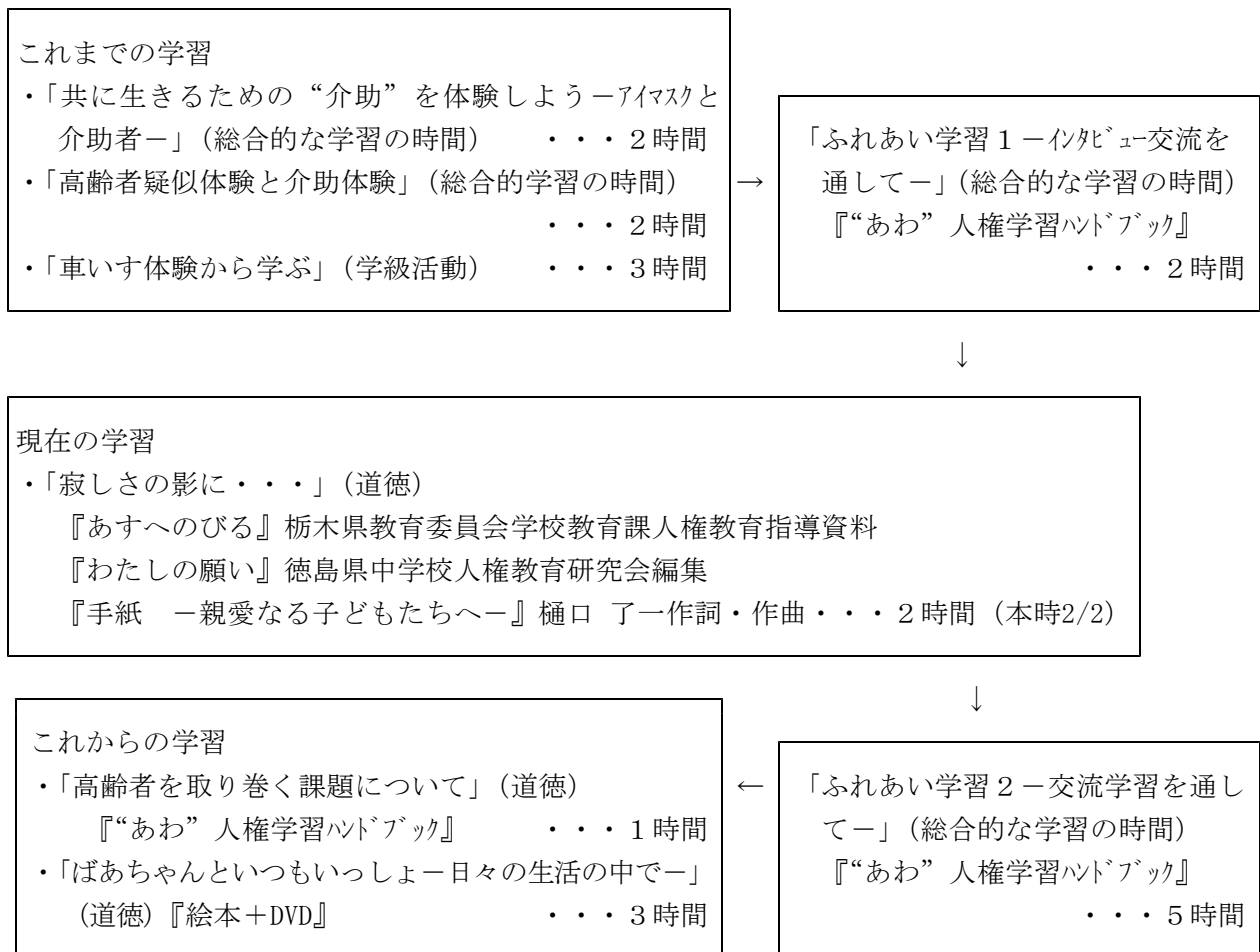 これまでの学習
・「共に生きるための“介助”を体験しよう－アイマスクと
介助者－」（総合的な学習の時間）　・・・２時間
・「高齢者疑似体験と介助体験」（総合的学習の時間）
・・・２時間
・「車いす体験から学ぶ」（学級活動）　・・・３時間
→
「ふれあい学習１－インタビュー交流を
通して－」（総合的な学習の時間）
『“あわ”人権学習ハンドブック』
・・・２時間
↓
現在の学習
・「寂しさの影に・・・」（道徳）
『あすへのびる』栃木県教育委員会学校教育課人権教育指導資料
『わたしの願い』徳島県中学校人権教育研究会編集
『手紙　－親愛なる子どもたちへ－』樋口 了一作詞・作曲・・・２時間（本時2/2）
↓
「ふれあい学習２－交流学習を通し
て－」（総合的な学習の時間）
『“あわ”人権学習ハンドブック』
・・・５時間
←
これからの学習
・「高齢者を取り巻く課題について」（道徳）
『“あわ”人権学習ハンドブック』　・・・１時間
・「ばあちゃんといつもいっしょ－日々の生活の中で－」
（道徳）『絵本＋DVD』　・・・３時間